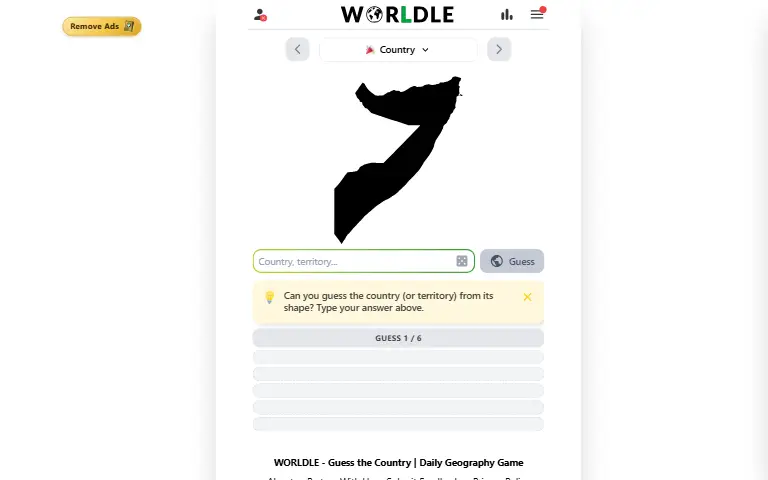 Remove Ads
WORLDLE
Country
Country, territory...
Guess
Can you guess the country (or territory) from its
shape? Type your answer above.
GUESS 1 / 6
WORLDLE - Guess the Country | Daily Geography Game